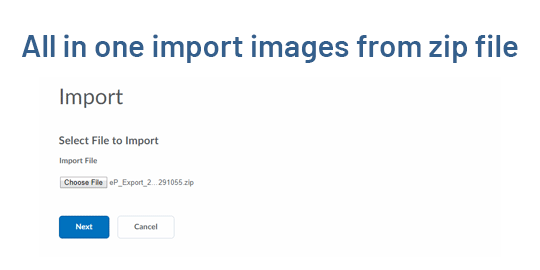 All in one import images from zip file
Import
Select File to Import
Import File
Choose File eP_Export_2... 291055.zip
Next Cancel